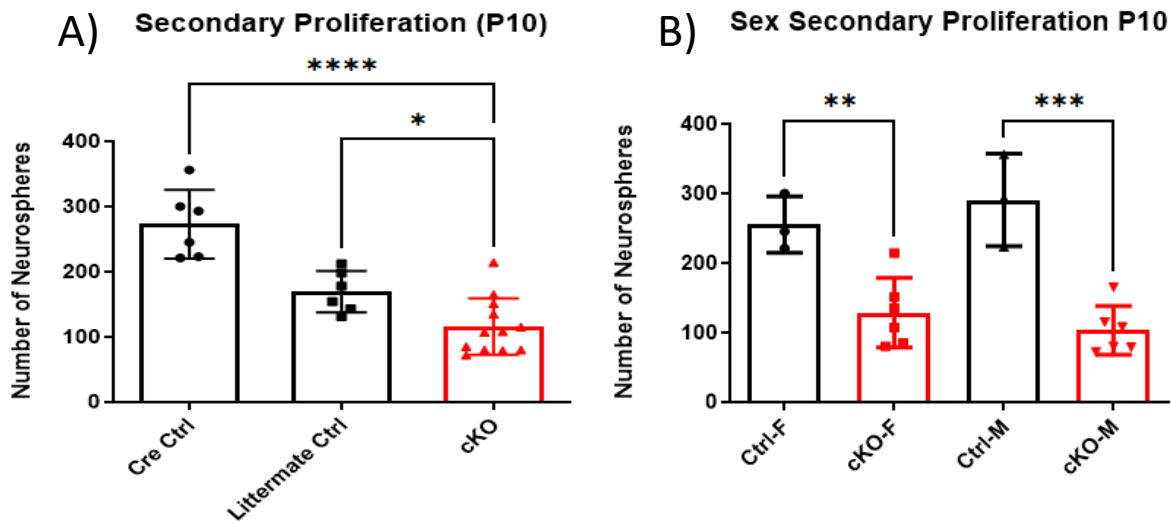 A)
Secondary Proliferation (P10)
****
*
Number of Neurospheres
400
300
200
100
0
Cre Ctrl
Littermate Ctrl
cKO
B)
Sex Secondary Proliferation P10
**
***
Number of Neurospheres
400
300
200
100
0
Ctrl-F
cKO-F
Ctrl-M
cKO-M